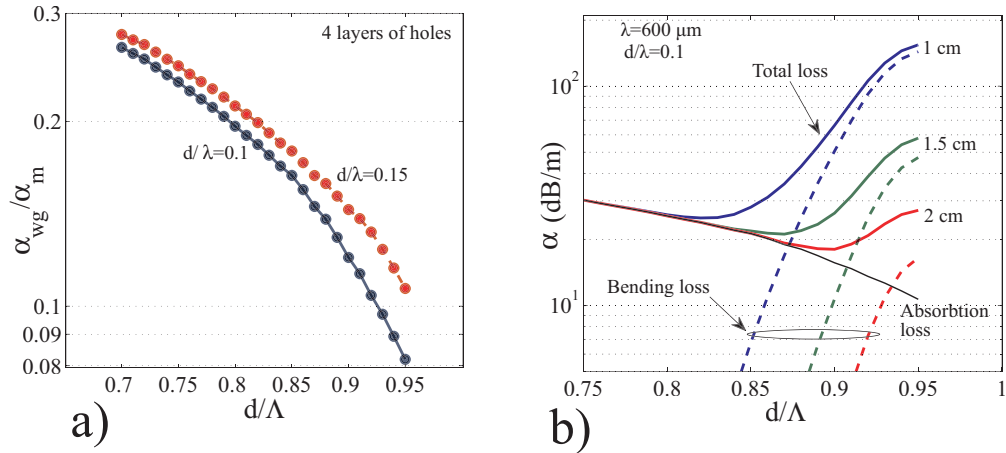 0.3
4 layers of holes
0.2
d/ λ=0.1
d/λ=0.15
α_wg/α_m
0.1
0.09
0.08
0.7 0.75 0.8 0.85 0.9 0.95
d/Λ
a)
λ=600 μm
d/λ=0.1
1 cm
Total loss
10^2
1.5 cm
α (dB/m)
2 cm
Bending loss
Absorbtion
loss
10^1
0.75 0.8 0.85 0.9 0.95 1
d/Λ
b)